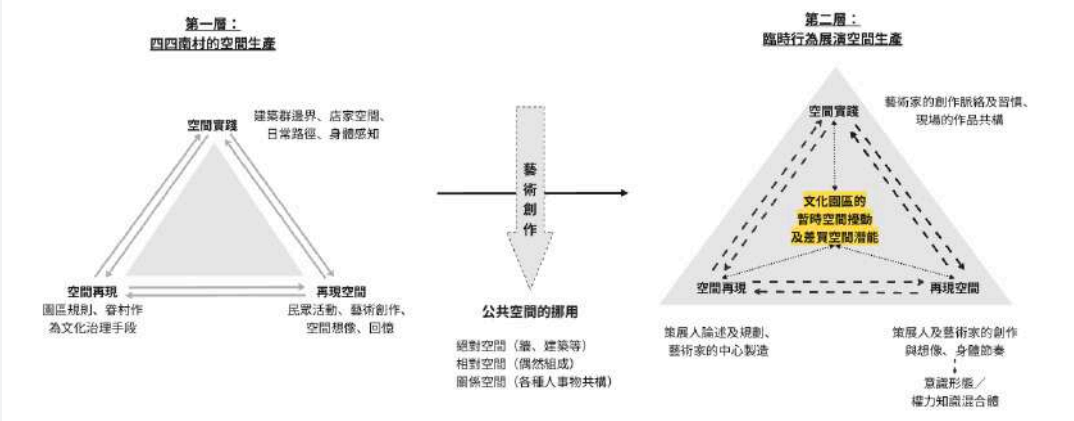 第一層：
四四南村的空間生產
空間實踐
建築群邊界、店家空間、
日常路徑、身體感知
空間再現
園區規則、眷村作
為文化治理手段
再現空間
民眾活動、藝術創作、
空間想像、回憶
藝術創作
公共空間的挪用
絕對空間（牆、建築等）
相對空間（偶然組成）
關係空間（各種人事物共構）
第二層：
臨時行為展演空間生產
空間實踐
藝術家的創作脈絡及習慣、
現場的作品共構
文化園區的
暫時空間擾動
及差異空間潛能
空間再現
策展人論述及規劃、
藝術家的中心製造
再現空間
策展人及藝術家的創作
與想像、身體節奏
意識形態／
權力知識混合體